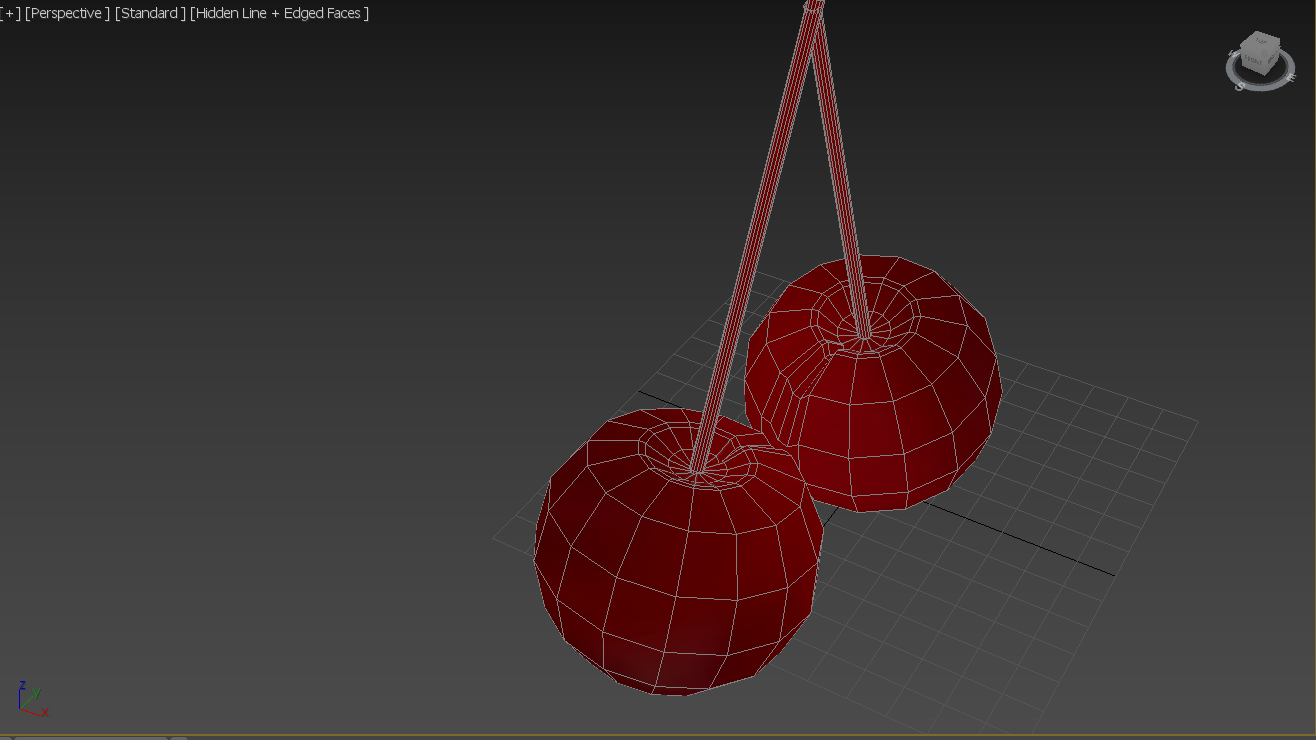 [+] [Perspective ] [Standard ] [Hidden Line + Edged Faces ]
S
E
z
y
x